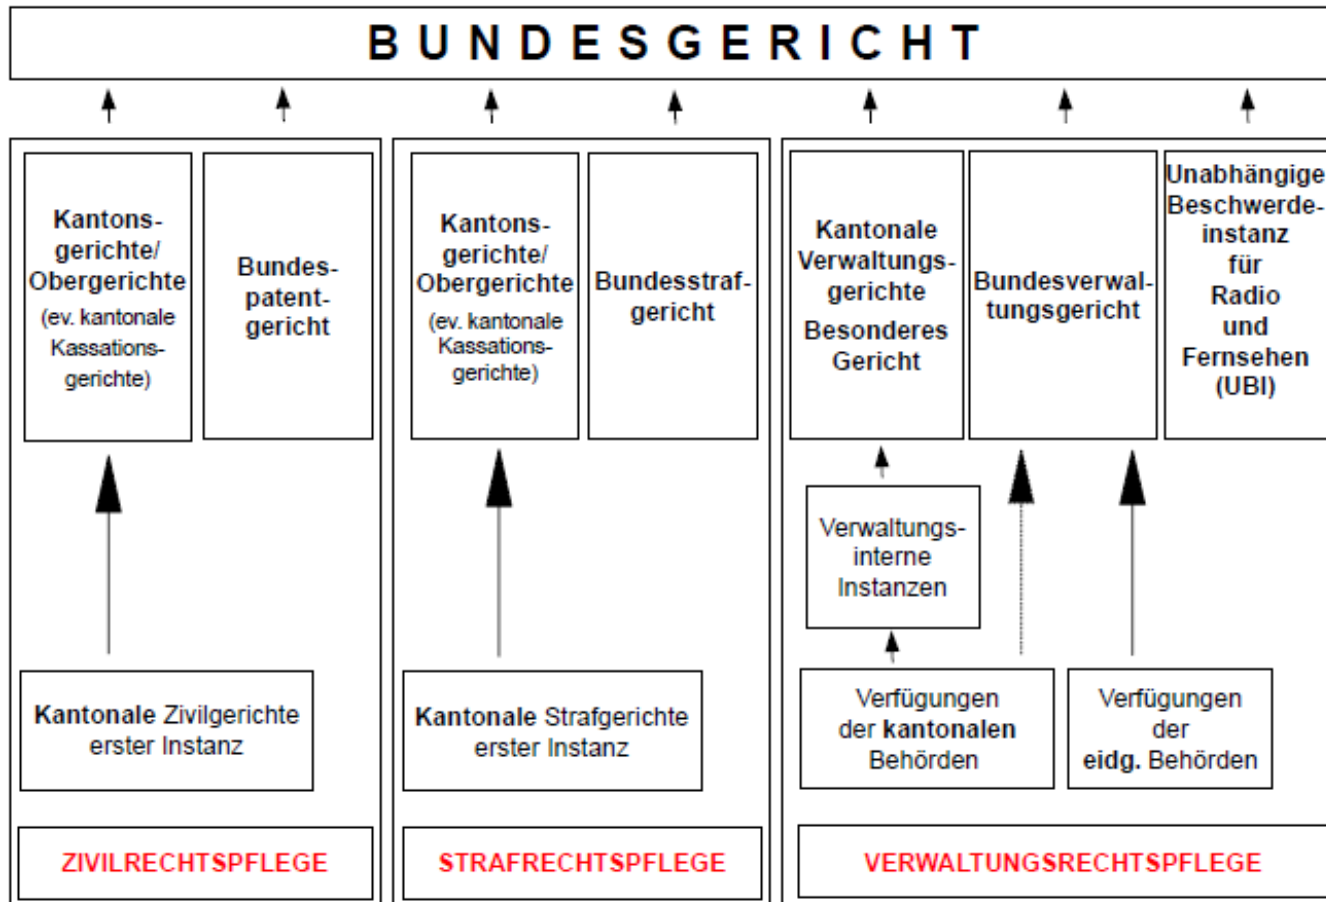 BUNDESGERICHT
Kantons-
gerichte/
Obergerichte
(ev. kantonale
Kassations-
gerichte)
Bundes-
patent-
gericht
Kantons-
gerichte/
Obergerichte
(ev. kantonale
Kassations-
gerichte)
Bundesstraf-
gericht
Kantonale
Verwaltungs-
gerichte
Besonderes
Gericht
Bundesverwal-
tungsgericht
Unabhängige
Beschwerde-
instanz
für
Radio
und
Fernsehen
(UBI)
Verwaltungs-
interne
Instanzen
Kantonale Zivilgerichte
erster Instanz
Kantonale Strafgerichte
erster Instanz
Verfügungen
der kantonalen
Behörden
Verfügungen
der
eidg. Behörden
ZIVILRECHTSPFLEGE
STRAFRECHTSPFLEGE
VERWALTUNGSRECHTSPFLEGE